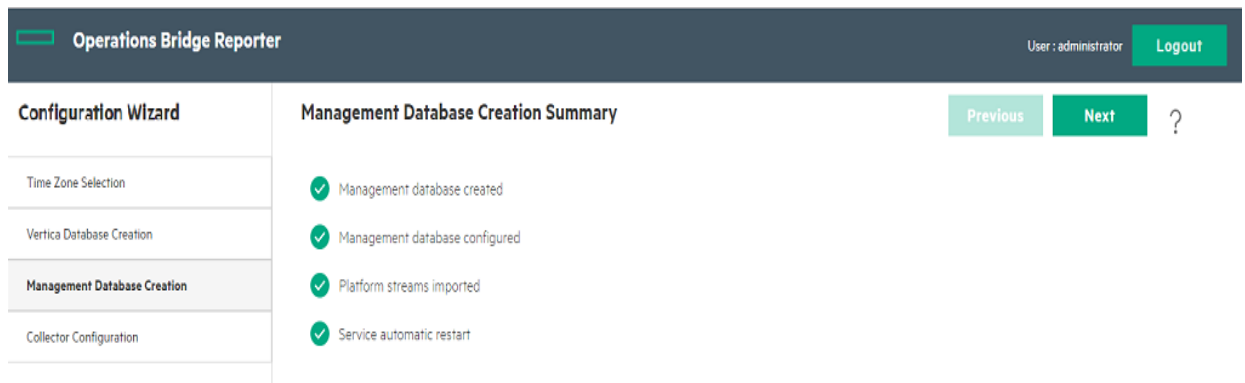 Operations Bridge Reporter
User : administrator
Logout
Configuration Wizard
Management Database Creation Summary
Previous
Next
?
Time Zone Selection
Vertica Database Creation
Management Database Creation
Collector Configuration
Management database created
Management database configured
Platform streams imported
Service automatic restart